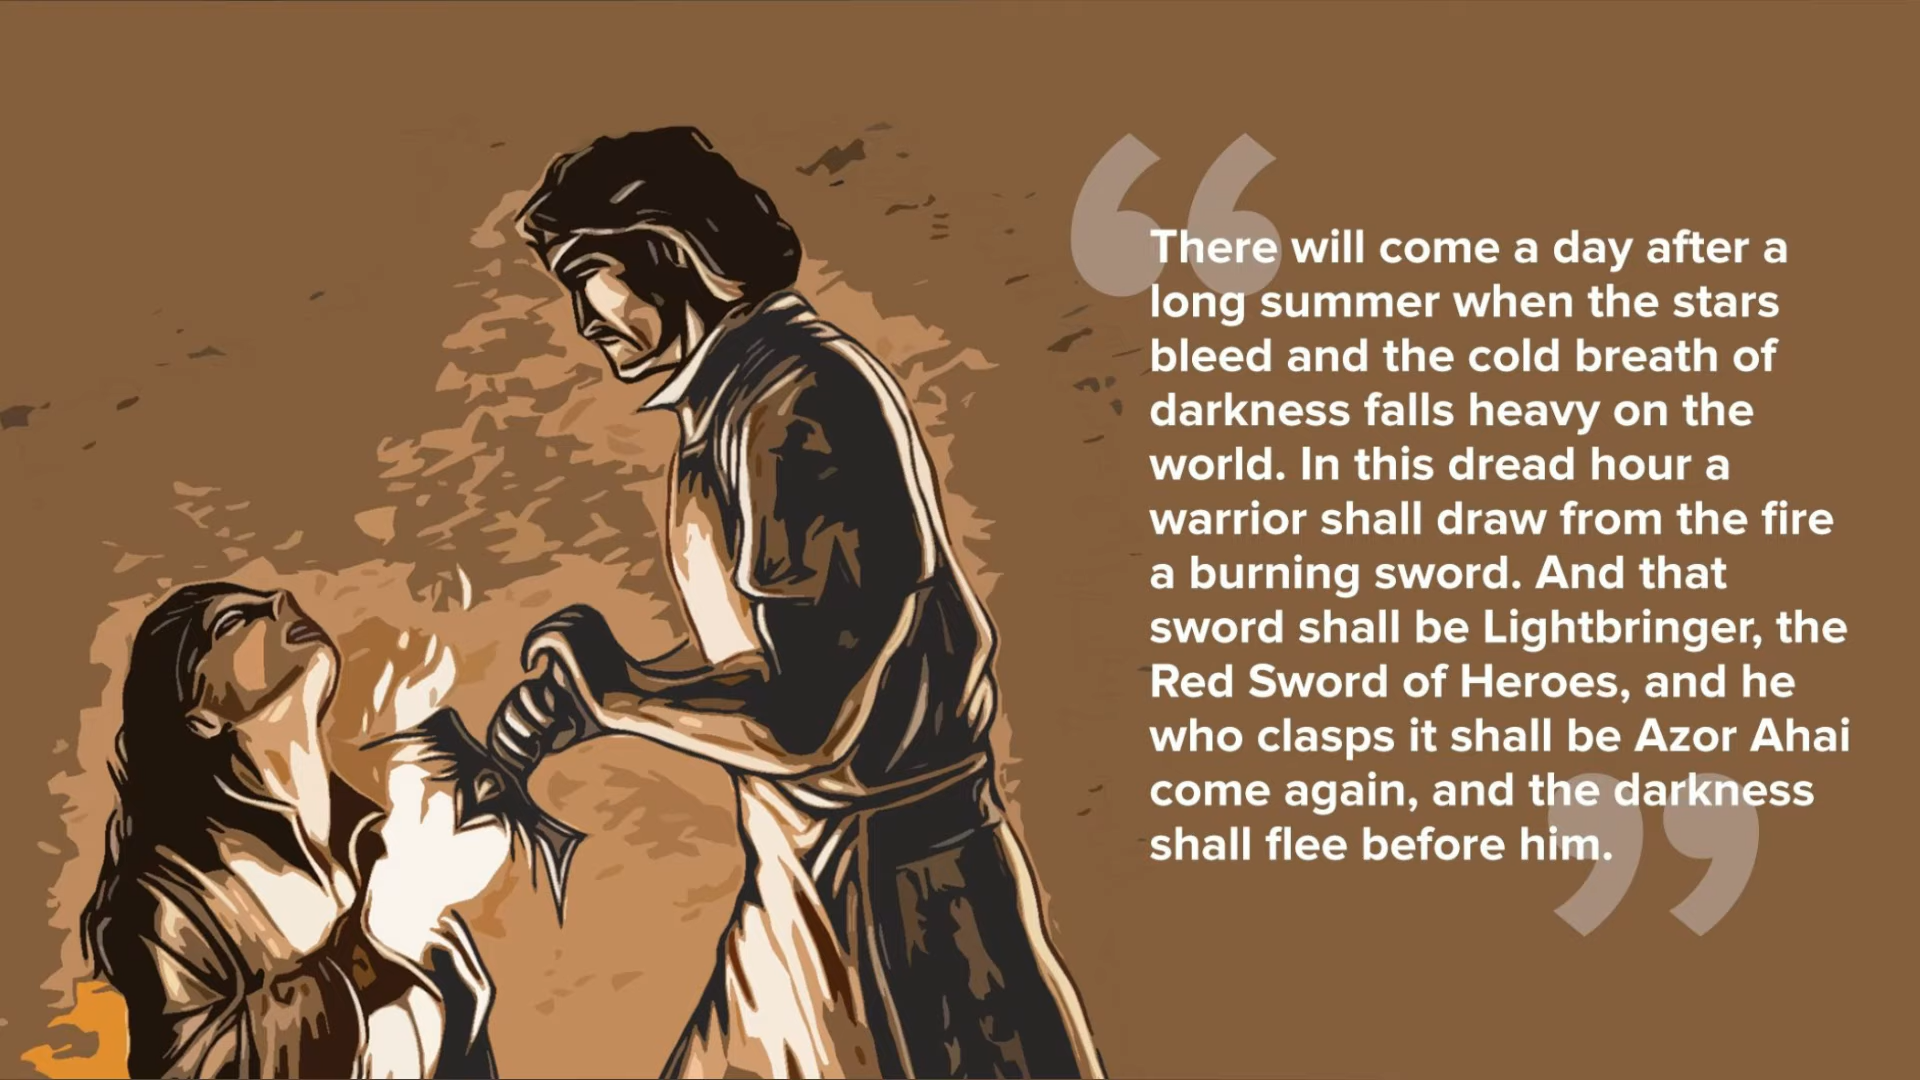 There will come a day after a
long summer when the stars
bleed and the cold breath of
darkness falls heavy on the
world. In this dread hour a
warrior shall draw from the fire
a burning sword. And that
sword shall be Lightbringer, the
Red Sword of Heroes, and he
who clasps it shall be Azor Ahai
come again, and the darkness
shall flee before him.